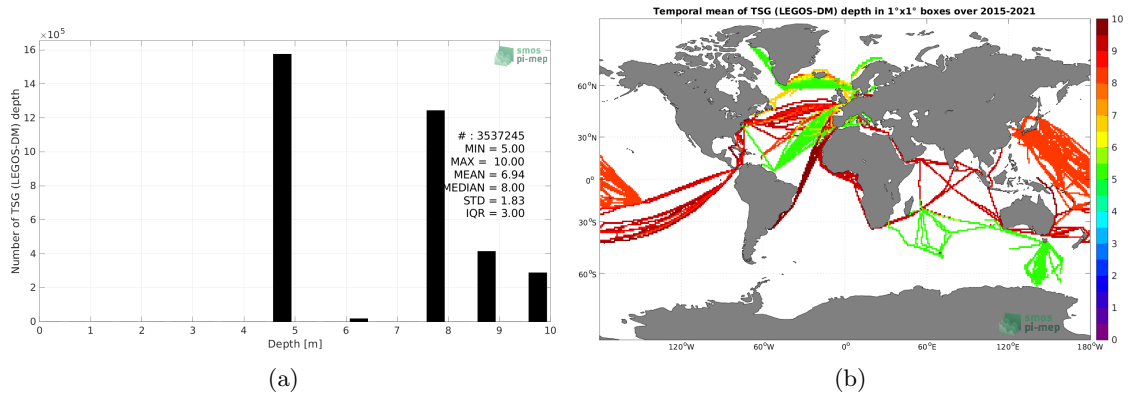 Temporal mean of TSG (LEGOS-DM) depth in 1°x1° boxes over 2015-2021
×10⁵
16
14
12
10
8
6
4
2
0
Number of TSG (LEGOS-DM) depth
smos
pi-mep
# : 3537245
MIN = 5.00
MAX = 10.00
MEAN = 6.94
MEDIAN = 8.00
STD = 1.83
IQR = 3.00
0 1 2 3 4 5 6 7 8 9 10
Depth [m]
(a)
60°N
30°N
0°
30°S
60°S
120°W 60°W 0° 60°E 120°E 180°W
smos
pi-mep
10
9
8
7
6
5
4
3
2
1
0
(b)